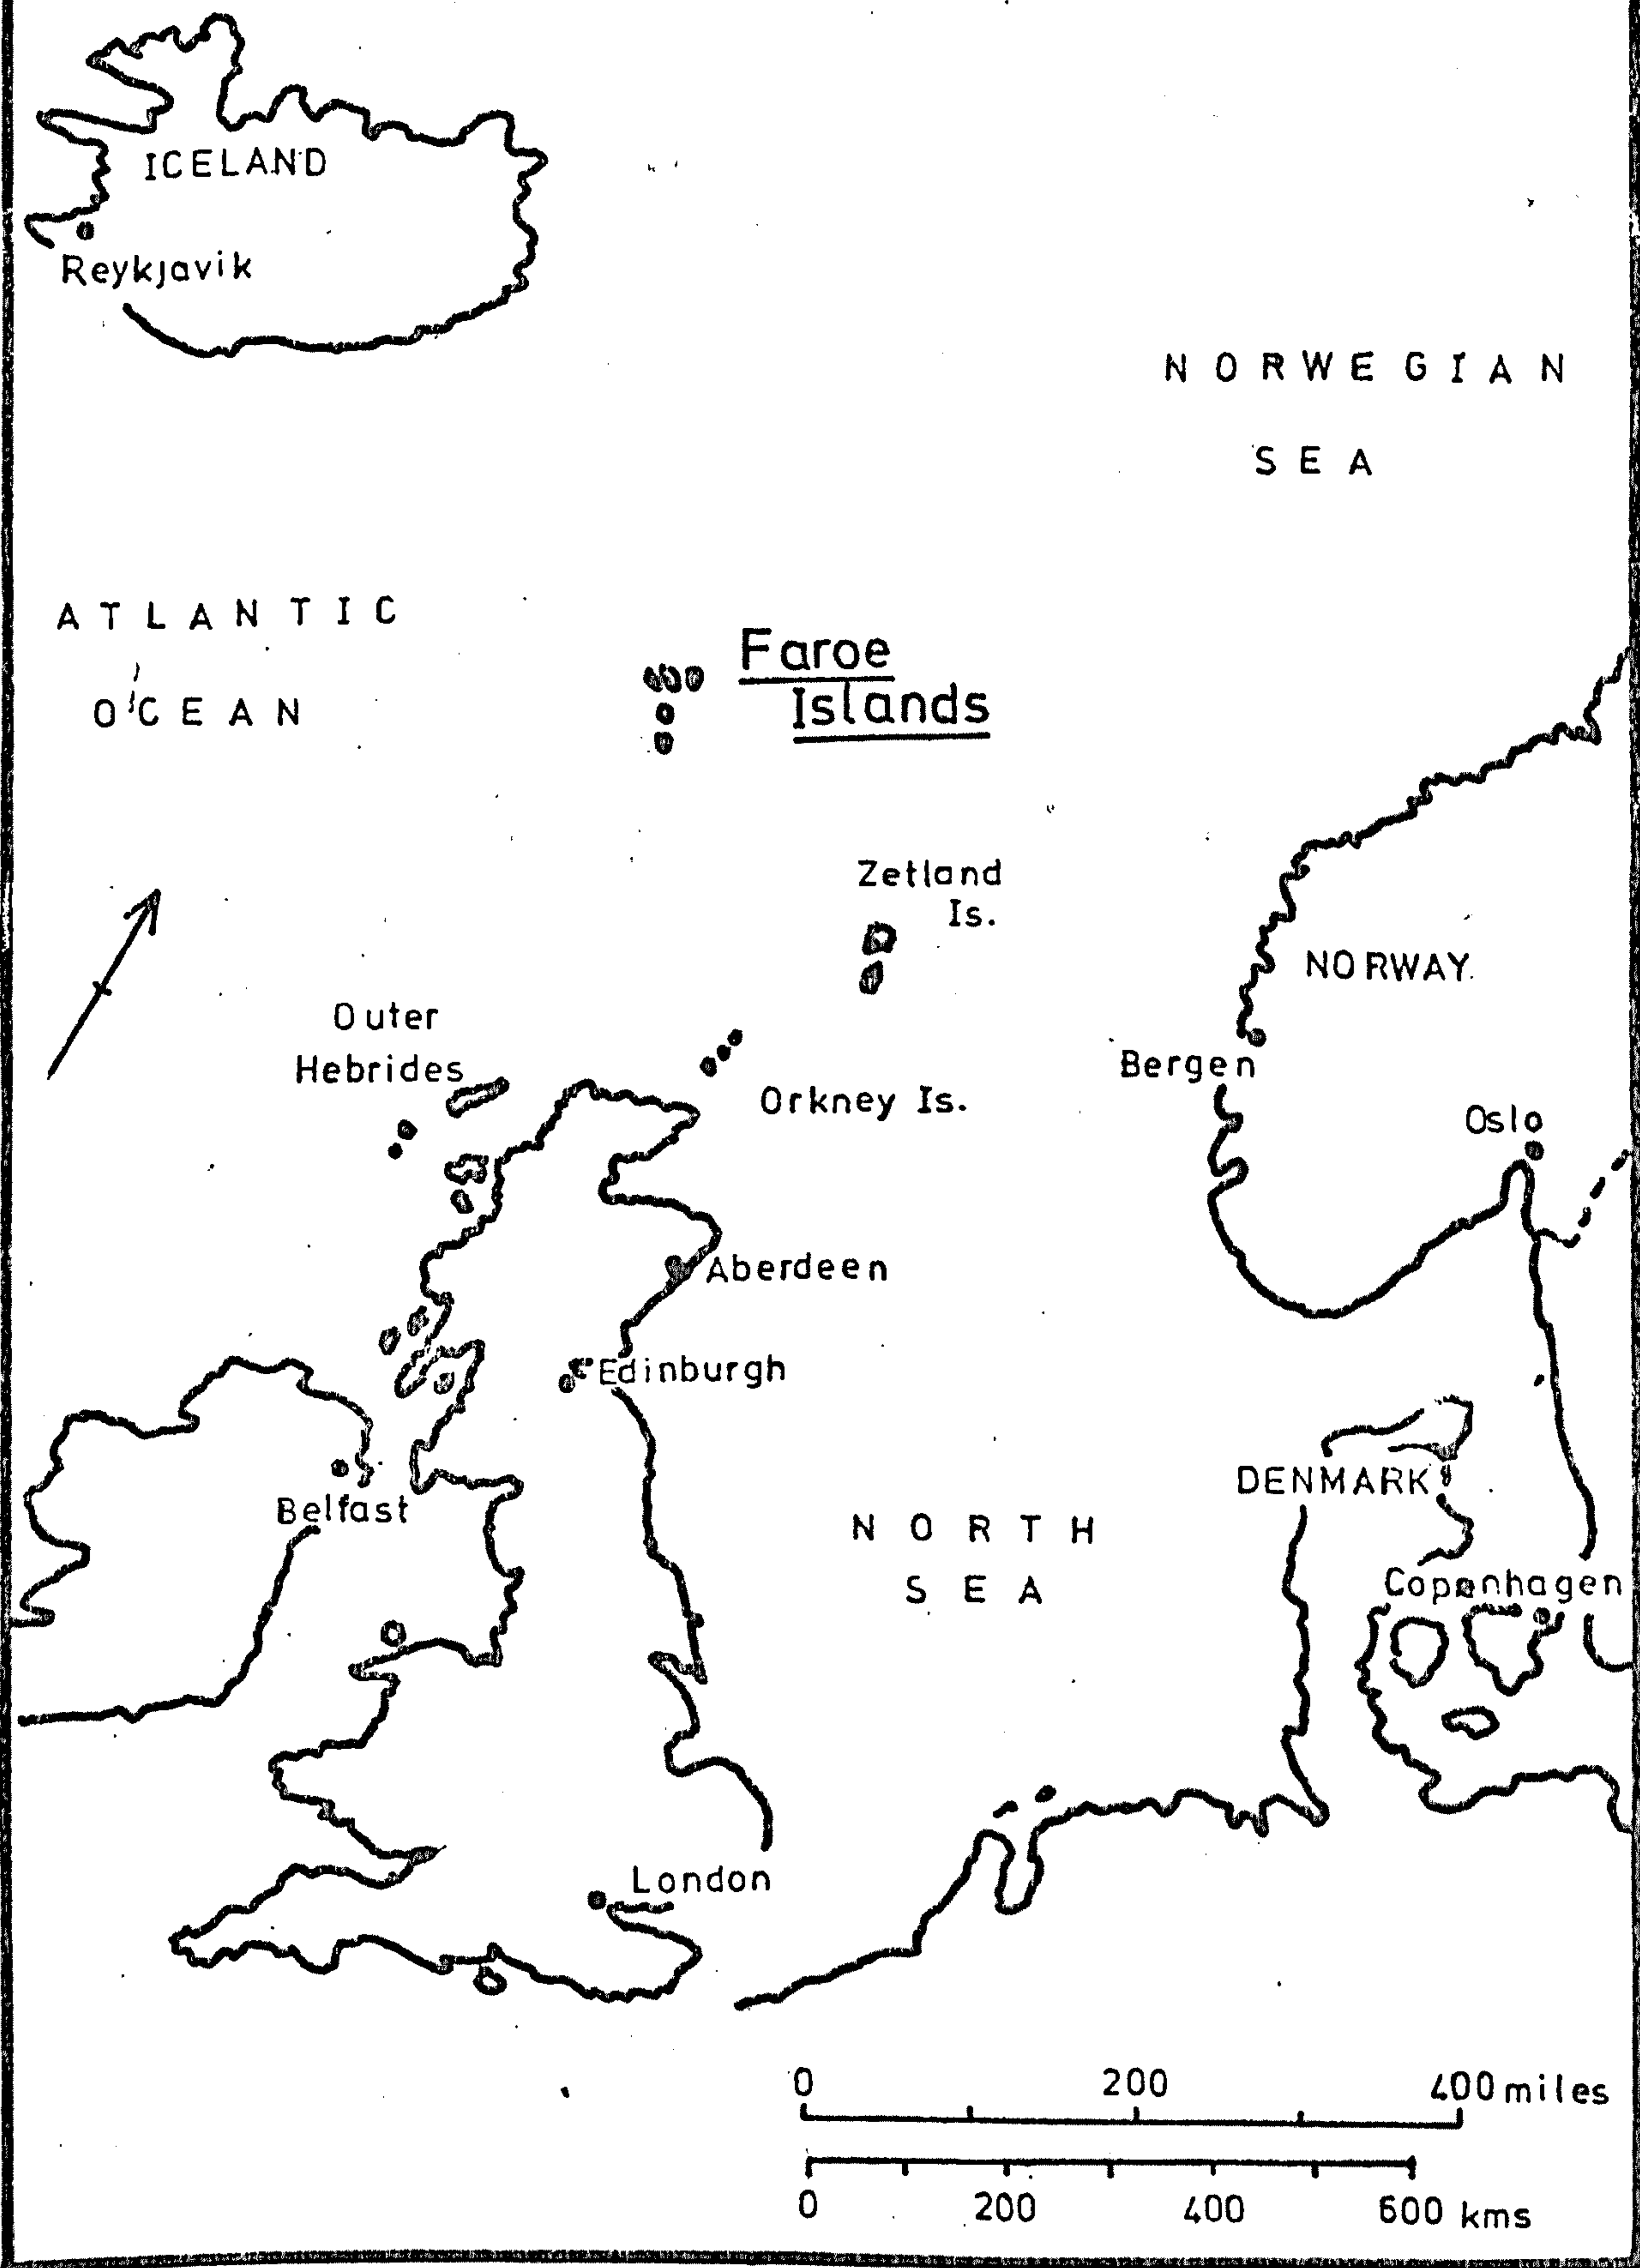 ICELAND
Reykjavik
NORWEGIAN
SEA
ATLANTIC
OCEAN
Faroe
Islands
Zetland
Is.
NORWAY
Outer
Hebrides
Bergen
Orkney Is.
Oslo
Aberdeen
Edinburgh
DENMARK
Belfast
NORTH
SEA
Copenhagen
London
0 200 400 miles
0 200 400 600 kms